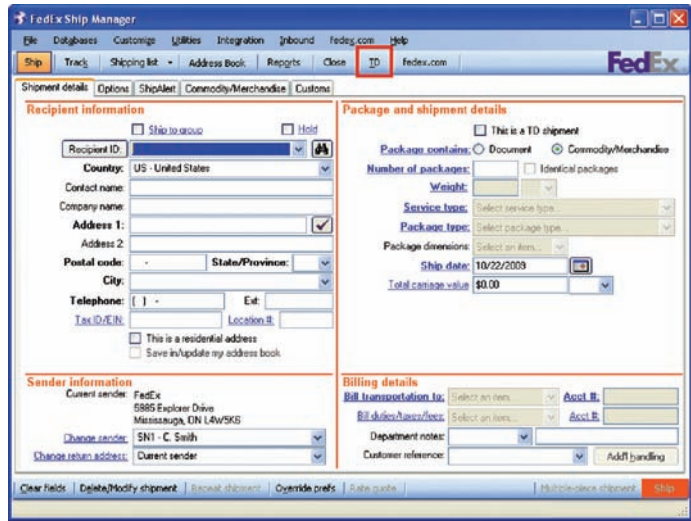 FedEx Ship Manager
File Databases Customize Utilities Integration Inbound fedex.com Help
Ship Track Shipping list Address Book Reports Close TD fedex.com FedEx
Shipment details Options ShipAlert Commodity/Merchandise Customs
Recipient information
Ship to group Hold
Recipient ID:
Country: US - United States
Contact name:
Company name:
Address 1:
Address 2
Postal code: - State/Province:
City:
Telephone: ( ) - Ext:
Tax ID/EIN: Location #:
This is a residential address
Save in/update my address book
Package and shipment details
This is a TD shipment
Package contains: Document Commodity/Merchandise
Number of packages: Identical packages
Weight:
Service type: Select service type...
Package type: Select package type...
Package dimensions: Select an item...
Ship date: 10/22/2009
Total carriage value $0.00
Sender information
Current sender: FedEx
5985 Explorer Drive
Mississauga, ON L4W5K6
Change sender: SN1 - C. Smith
Change return address: Current sender
Billing details
Bill transportation to: Select an item. Acct #:
Bill duties/taxes/fees: Select an item. Acct #:
Department notes:
Customer reference: Add'l handling
Clear fields Delete/Modify shipment Repeat shipment Override prefs Rate quote Multiple-piece shipment Ship